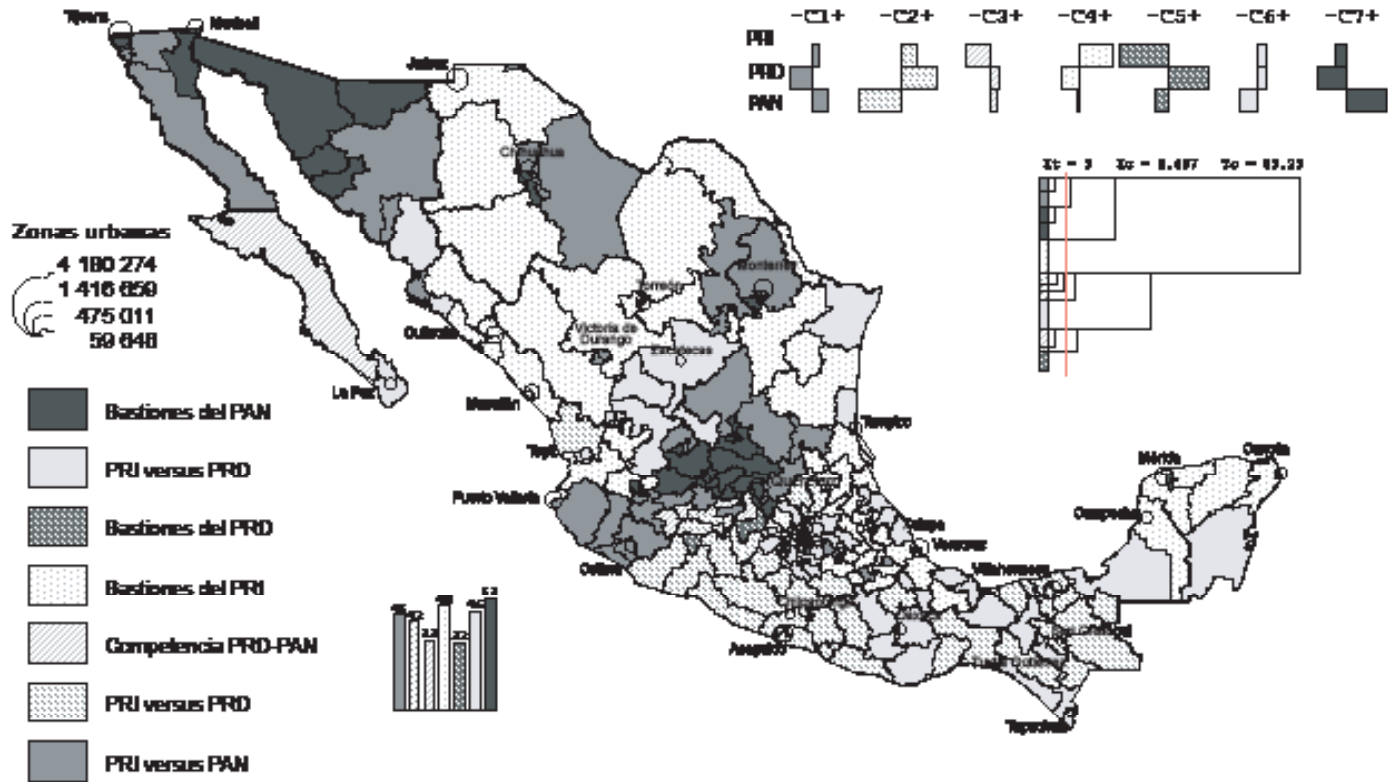 -C1+ -C2+ -C3+ -C4+ -C5+ -C6+ -C7+
PRI
PRD
PAN
Tijuana
Mexicali
Juárez
Chihuahua
Monterrey
Torreón
Culiacán
Victoria de
Durango
Zacatecas
La Paz
Mazatlán
Tepic
Tampico
Puerto Vallarta
Colima
Mérida
Cancún
Campeche
Xalapa
Veracruz
Villahermosa
Acapulco
Tuxtla Gutiérrez
Tapachula
Zonas urbanas
4 180 274
1 416 659
475 011
59 648
Bastiones del PAN
PRI versus PRD
Bastiones del PRD
Bastiones del PRI
Competencia PRD-PAN
PRI versus PRD
PRI versus PAN